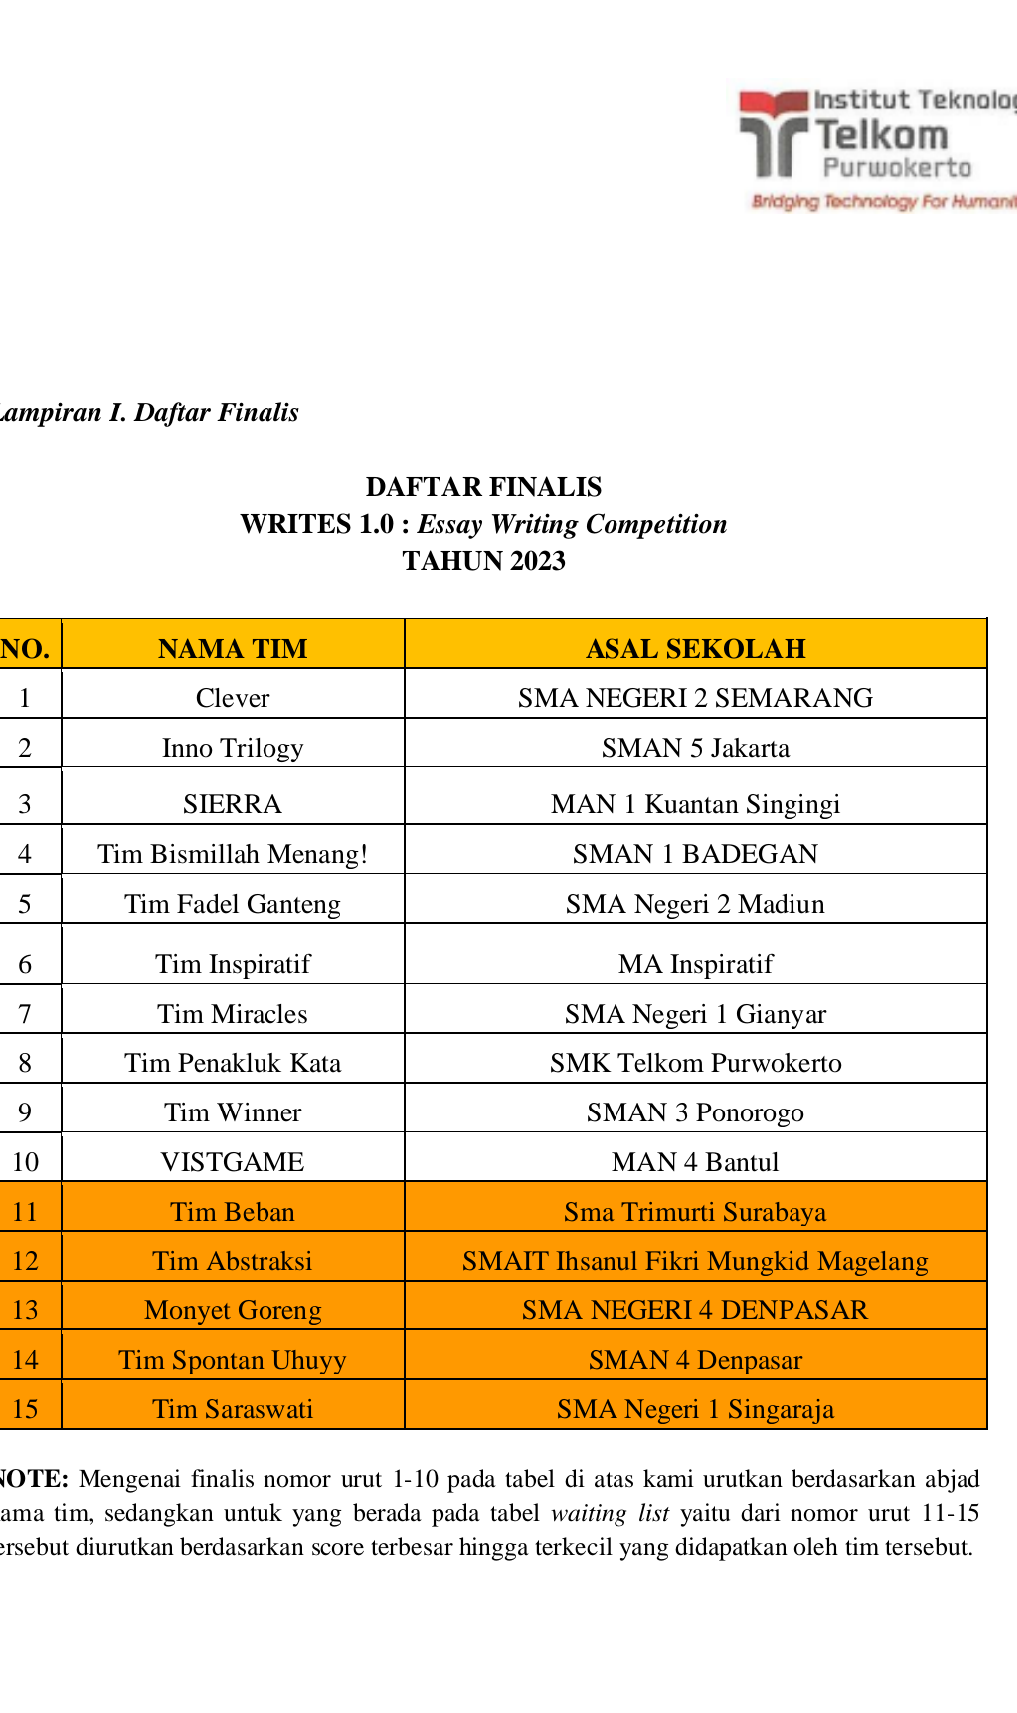 Institut Teknolog
Telkom
Purwokerto
Bridging Technology For Humanit
Lampiran I. Daftar Finalis
DAFTAR FINALIS
WRITES 1.0 : Essay Writing Competition
TAHUN 2023
NO. NAMA TIM ASAL SEKOLAH
1 Clever SMA NEGERI 2 SEMARANG
2 Inno Trilogy SMAN 5 Jakarta
3 SIERRA MAN 1 Kuantan Singingi
4 Tim Bismillah Menang! SMAN 1 BADEGAN
5 Tim Fadel Ganteng SMA Negeri 2 Madiun
6 Tim Inspiratif MA Inspiratif
7 Tim Miracles SMA Negeri 1 Gianyar
8 Tim Penakluk Kata SMK Telkom Purwokerto
9 Tim Winner SMAN 3 Ponorogo
10 VISTGAME MAN 4 Bantul
11 Tim Beban Sma Trimurti Surabaya
12 Tim Abstraksi SMAIT Ihsanul Fikri Mungkid Magelang
13 Monyet Goreng SMA NEGERI 4 DENPASAR
14 Tim Spontan Uhuyy SMAN 4 Denpasar
15 Tim Saraswati SMA Negeri 1 Singaraja
NOTE: Mengenai finalis nomor urut 1-10 pada tabel di atas kami urutkan berdasarkan abjad
ama tim, sedangkan untuk yang berada pada tabel waiting list yaitu dari nomor urut 11-15
ersebut diurutkan berdasarkan score terbesar hingga terkecil yang didapatkan oleh tim tersebut.